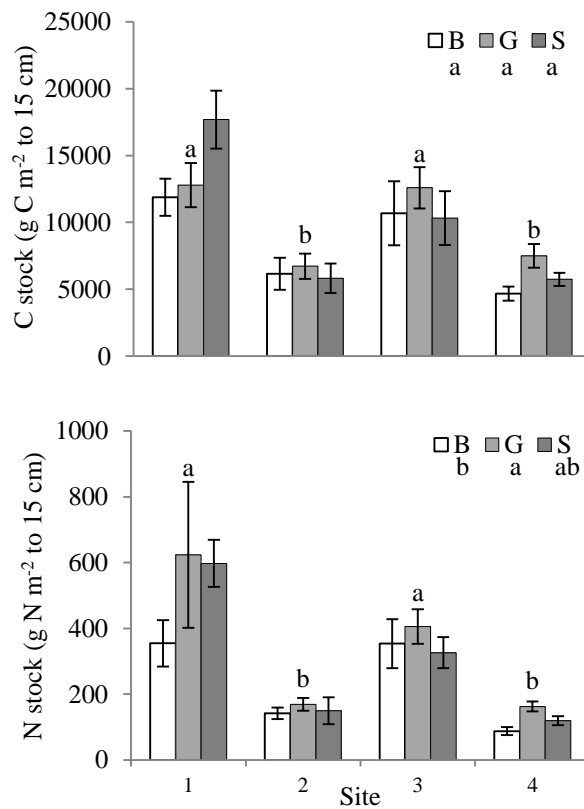 25000
20000
15000
10000
5000
0
C stock (g C m⁻² to 15 cm)
B G S
a a a
a
b
a
b
1000
800
600
400
200
0
N stock (g N m⁻² to 15 cm)
B G S
b a ab
a
b
a
b
1 2 3 4
Site